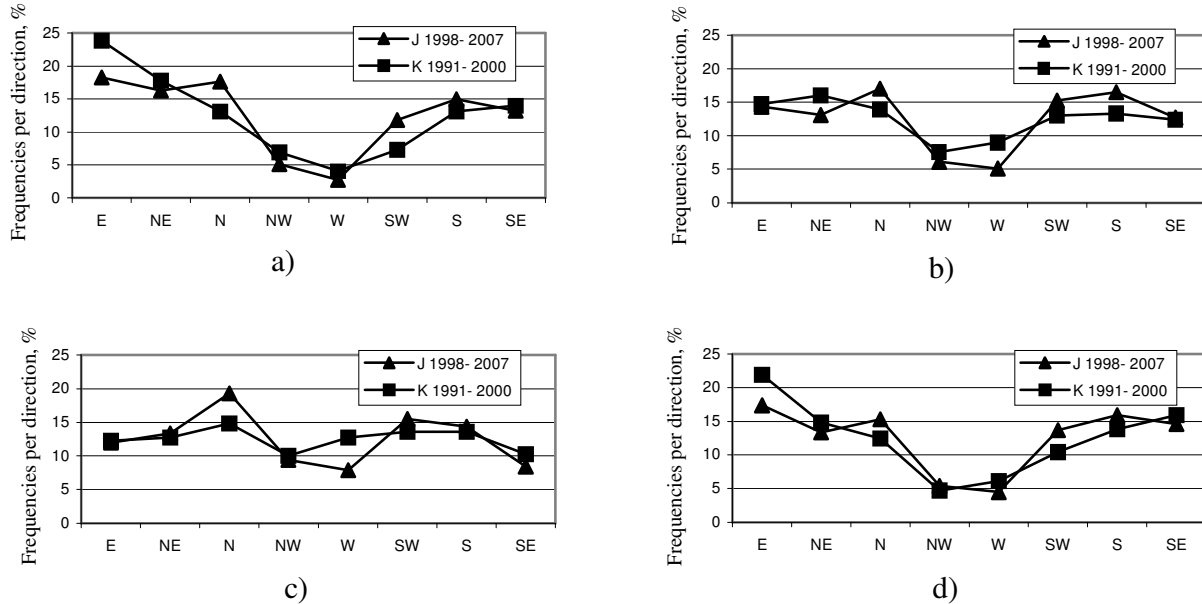 a)
Frequencies per direction, %
25
20
15
10
5
0
J 1998- 2007
K 1991- 2000
E NE N NW W SW S SE
b)
Frequencies per direction, %
25
20
15
10
5
0
J 1998- 2007
K 1991- 2000
E NE N NW W SW S SE
Frequencies per direction, %
25
20
15
10
5
0
J 1998- 2007
K 1991- 2000
E NE N NW W SW S SE
c)
Frequencies per direction, %
25
20
15
10
5
0
J 1998- 2007
K 1991- 2000
E NE N NW W SW S SE
d)